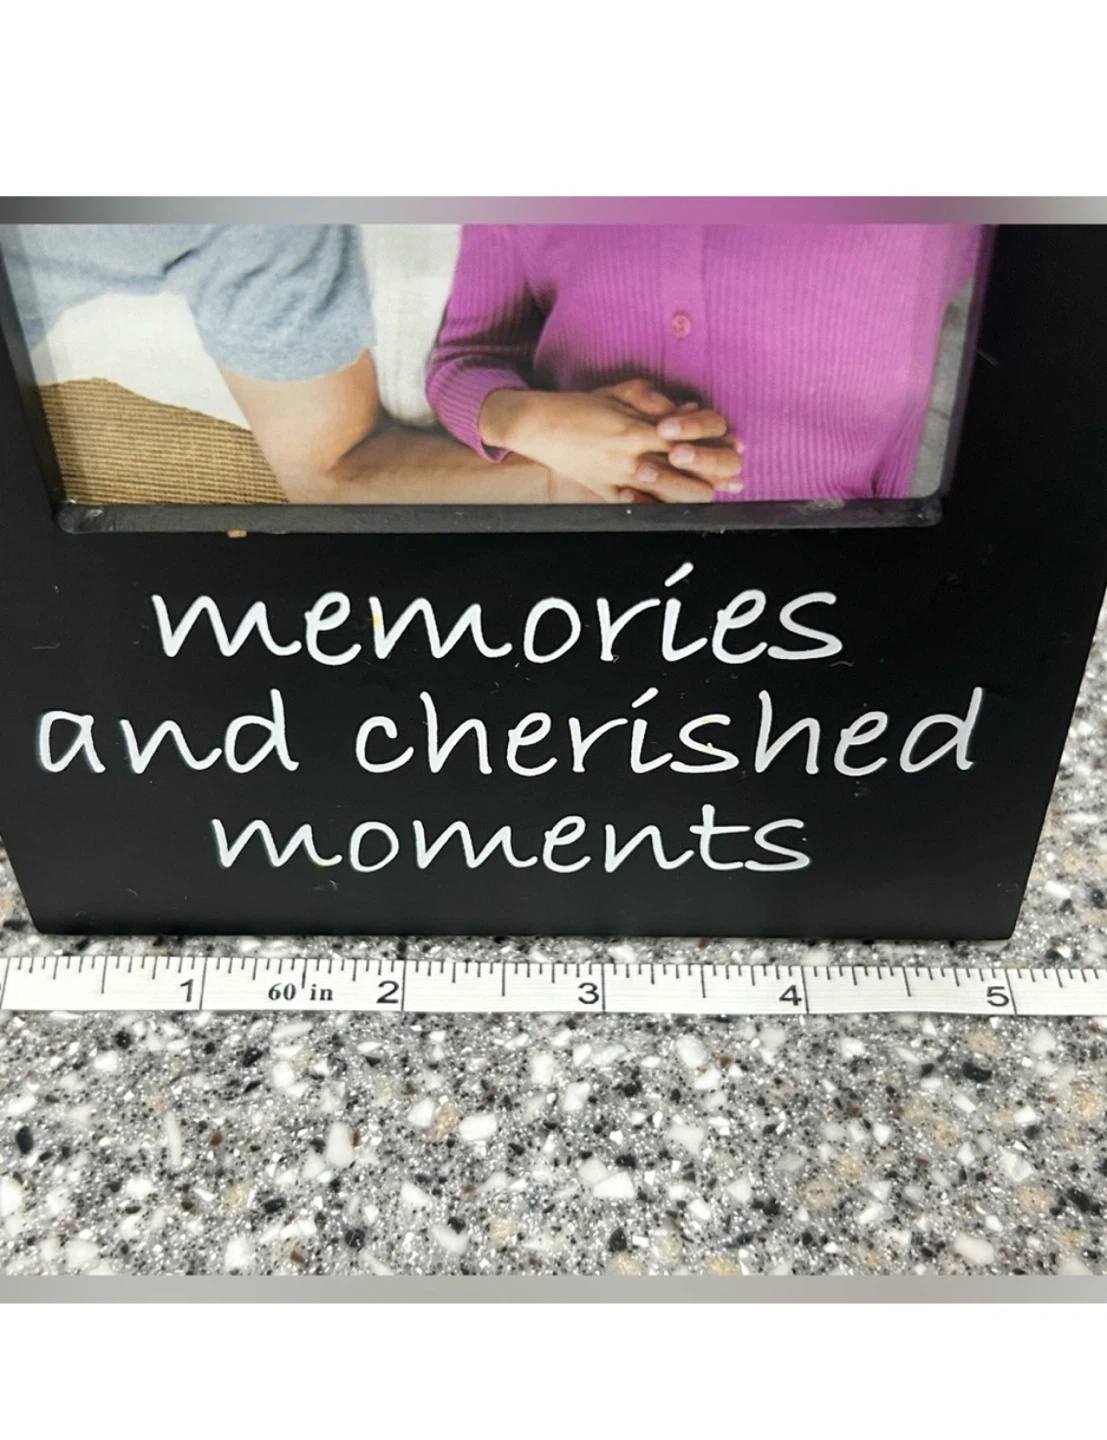 memories
and cherished
moments
1 60 in 2 3 4 5